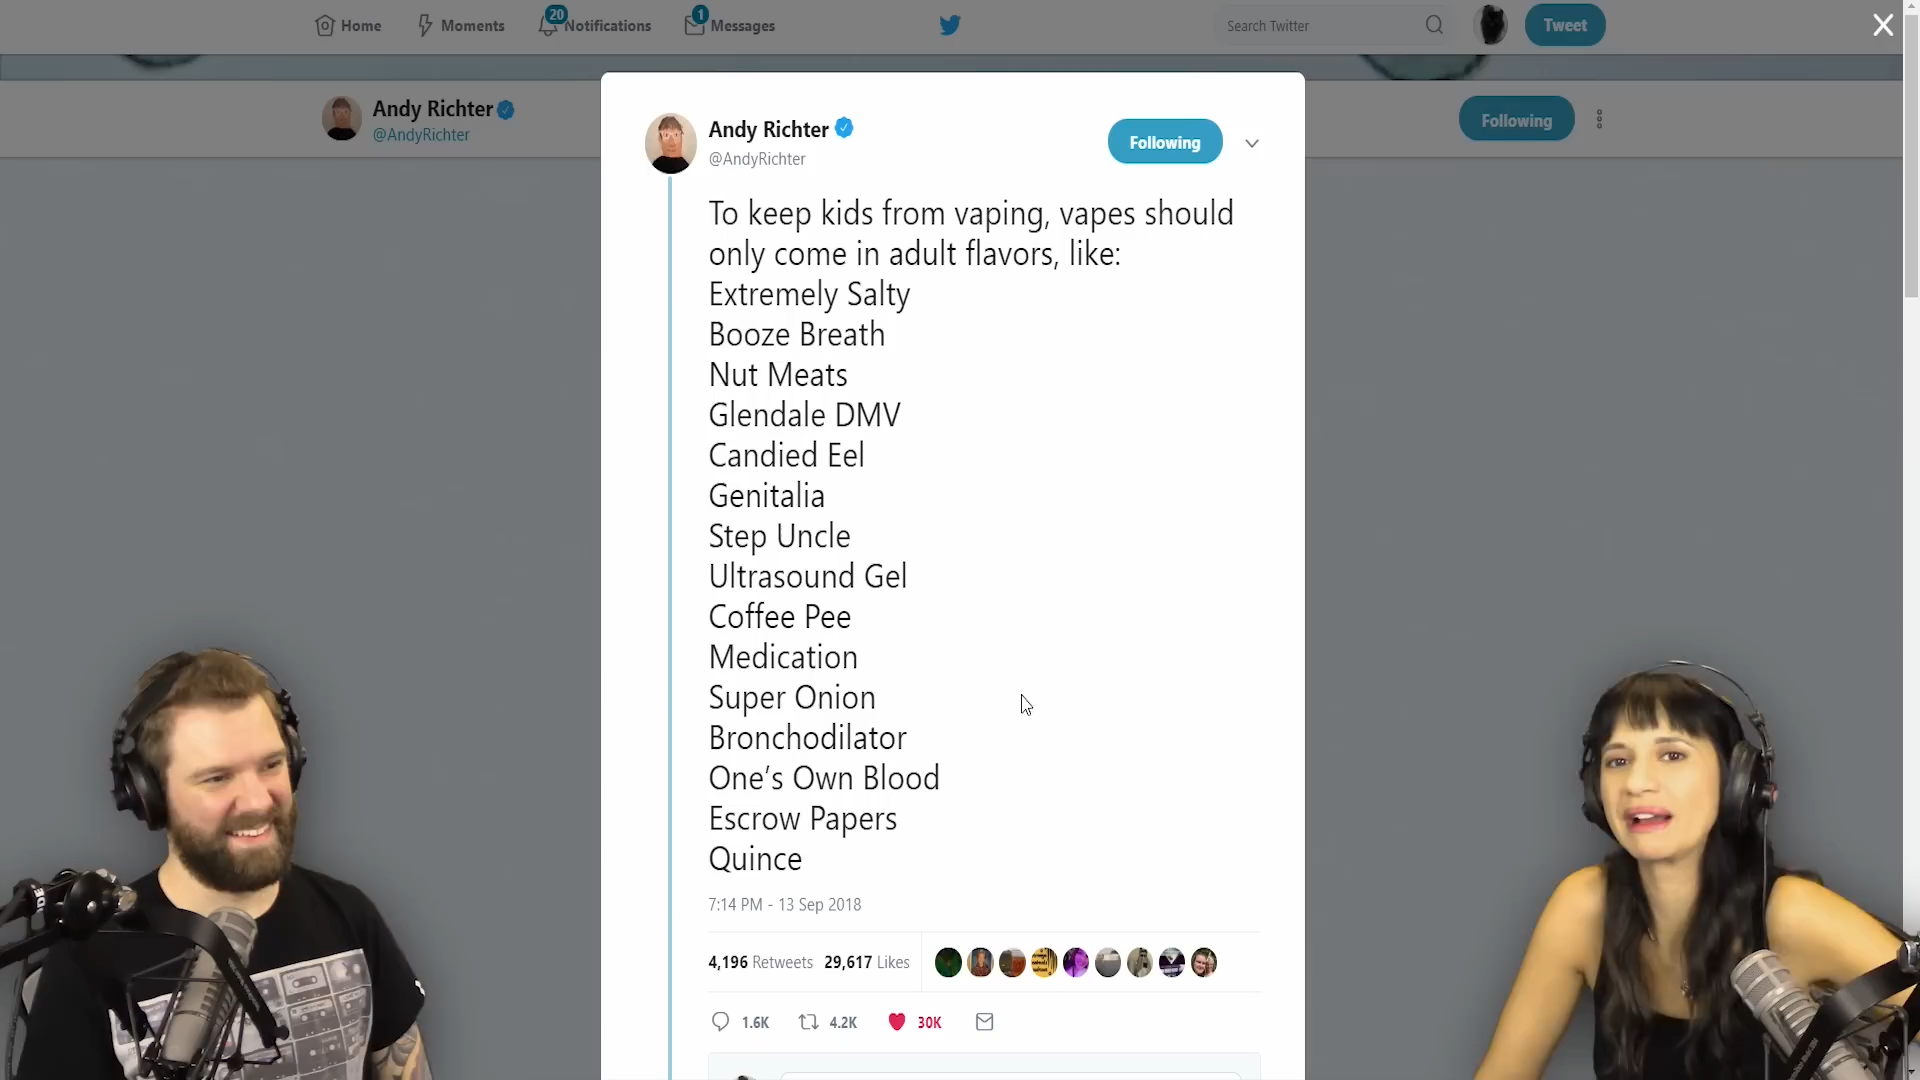 Home
Moments
20
Notifications
1
Messages
Search Twitter
Tweet
Andy Richter
@AndyRichter
Following
Andy Richter
@AndyRichter
Following
To keep kids from vaping, vapes should
only come in adult flavors, like:
Extremely Salty
Booze Breath
Nut Meats
Glendale DMV
Candied Eel
Genitalia
Step Uncle
Ultrasound Gel
Coffee Pee
Medication
Super Onion
Bronchodilator
One’s Own Blood
Escrow Papers
Quince
7:14 PM - 13 Sep 2018
4,196 Retweets 29,617 Likes
1.6K 4.2K 30K